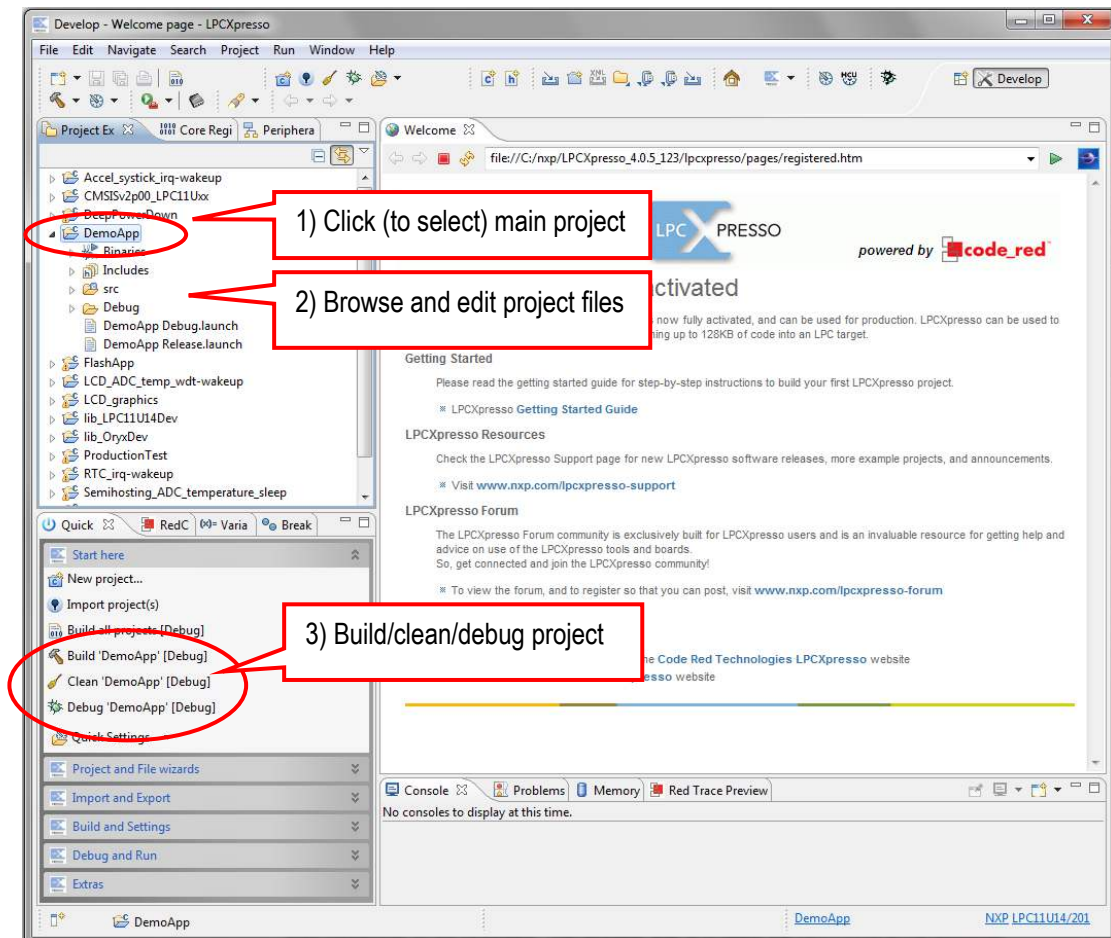 Develop - Welcome page - LPCXpresso
File Edit Navigate Search Project Run Window Help
Develop
Project Ex
Core Regi
Periphera
Accel_systick_irq-wakeup
CMSISv2p00_LPC11Uxx
DeepPowerDown
DemoApp
Binaries
Includes
src
Debug
DemoApp Debug.launch
DemoApp Release.launch
FlashApp
LCD_ADC_temp_wdt-wakeup
LCD_graphics
lib_LPC11U14Dev
lib_OryxDev
ProductionTest
RTC_irq-wakeup
Semihosting_ADC_temperature_sleep
1) Click (to select) main project
2) Browse and edit project files
Welcome
file://C:/nxp/LPCXpresso_4.0.5_123/lpcxpresso/pages/registered.htm
LPC X PRESSO
powered by code_red
ctivated
now fully activated, and can be used for production. LPCXpresso can be used to
ing up to 128KB of code into an LPC target.
Getting Started
Please read the getting started guide for step-by-step instructions to build your first LPCXpresso project.
LPCXpresso Getting Started Guide
LPCXpresso Resources
Check the LPCXpresso Support page for new LPCXpresso software releases, more example projects, and announcements.
Visit www.nxp.com/lpcxpresso-support
LPCXpresso Forum
The LPCXpresso Forum community is exclusively built for LPCXpresso users and is an invaluable resource for getting help and
advice on use of the LPCXpresso tools and boards.
So, get connected and join the LPCXpresso community!
To view the forum, and to register so that you can post, visit www.nxp.com/lpcxpresso-forum
e Code Red Technologies LPCXpresso website
esso website
Quick
RedC
(x)= Varia
Break
Start here
New project...
Import project(s)
Build all projects [Debug]
Build 'DemoApp' [Debug]
Clean 'DemoApp' [Debug]
Debug 'DemoApp' [Debug]
Quick Settings
3) Build/clean/debug project
Project and File wizards
Import and Export
Build and Settings
Debug and Run
Extras
Console
Problems
Memory
Red Trace Preview
No consoles to display at this time.
DemoApp
DemoApp
NXP LPC11U14/201